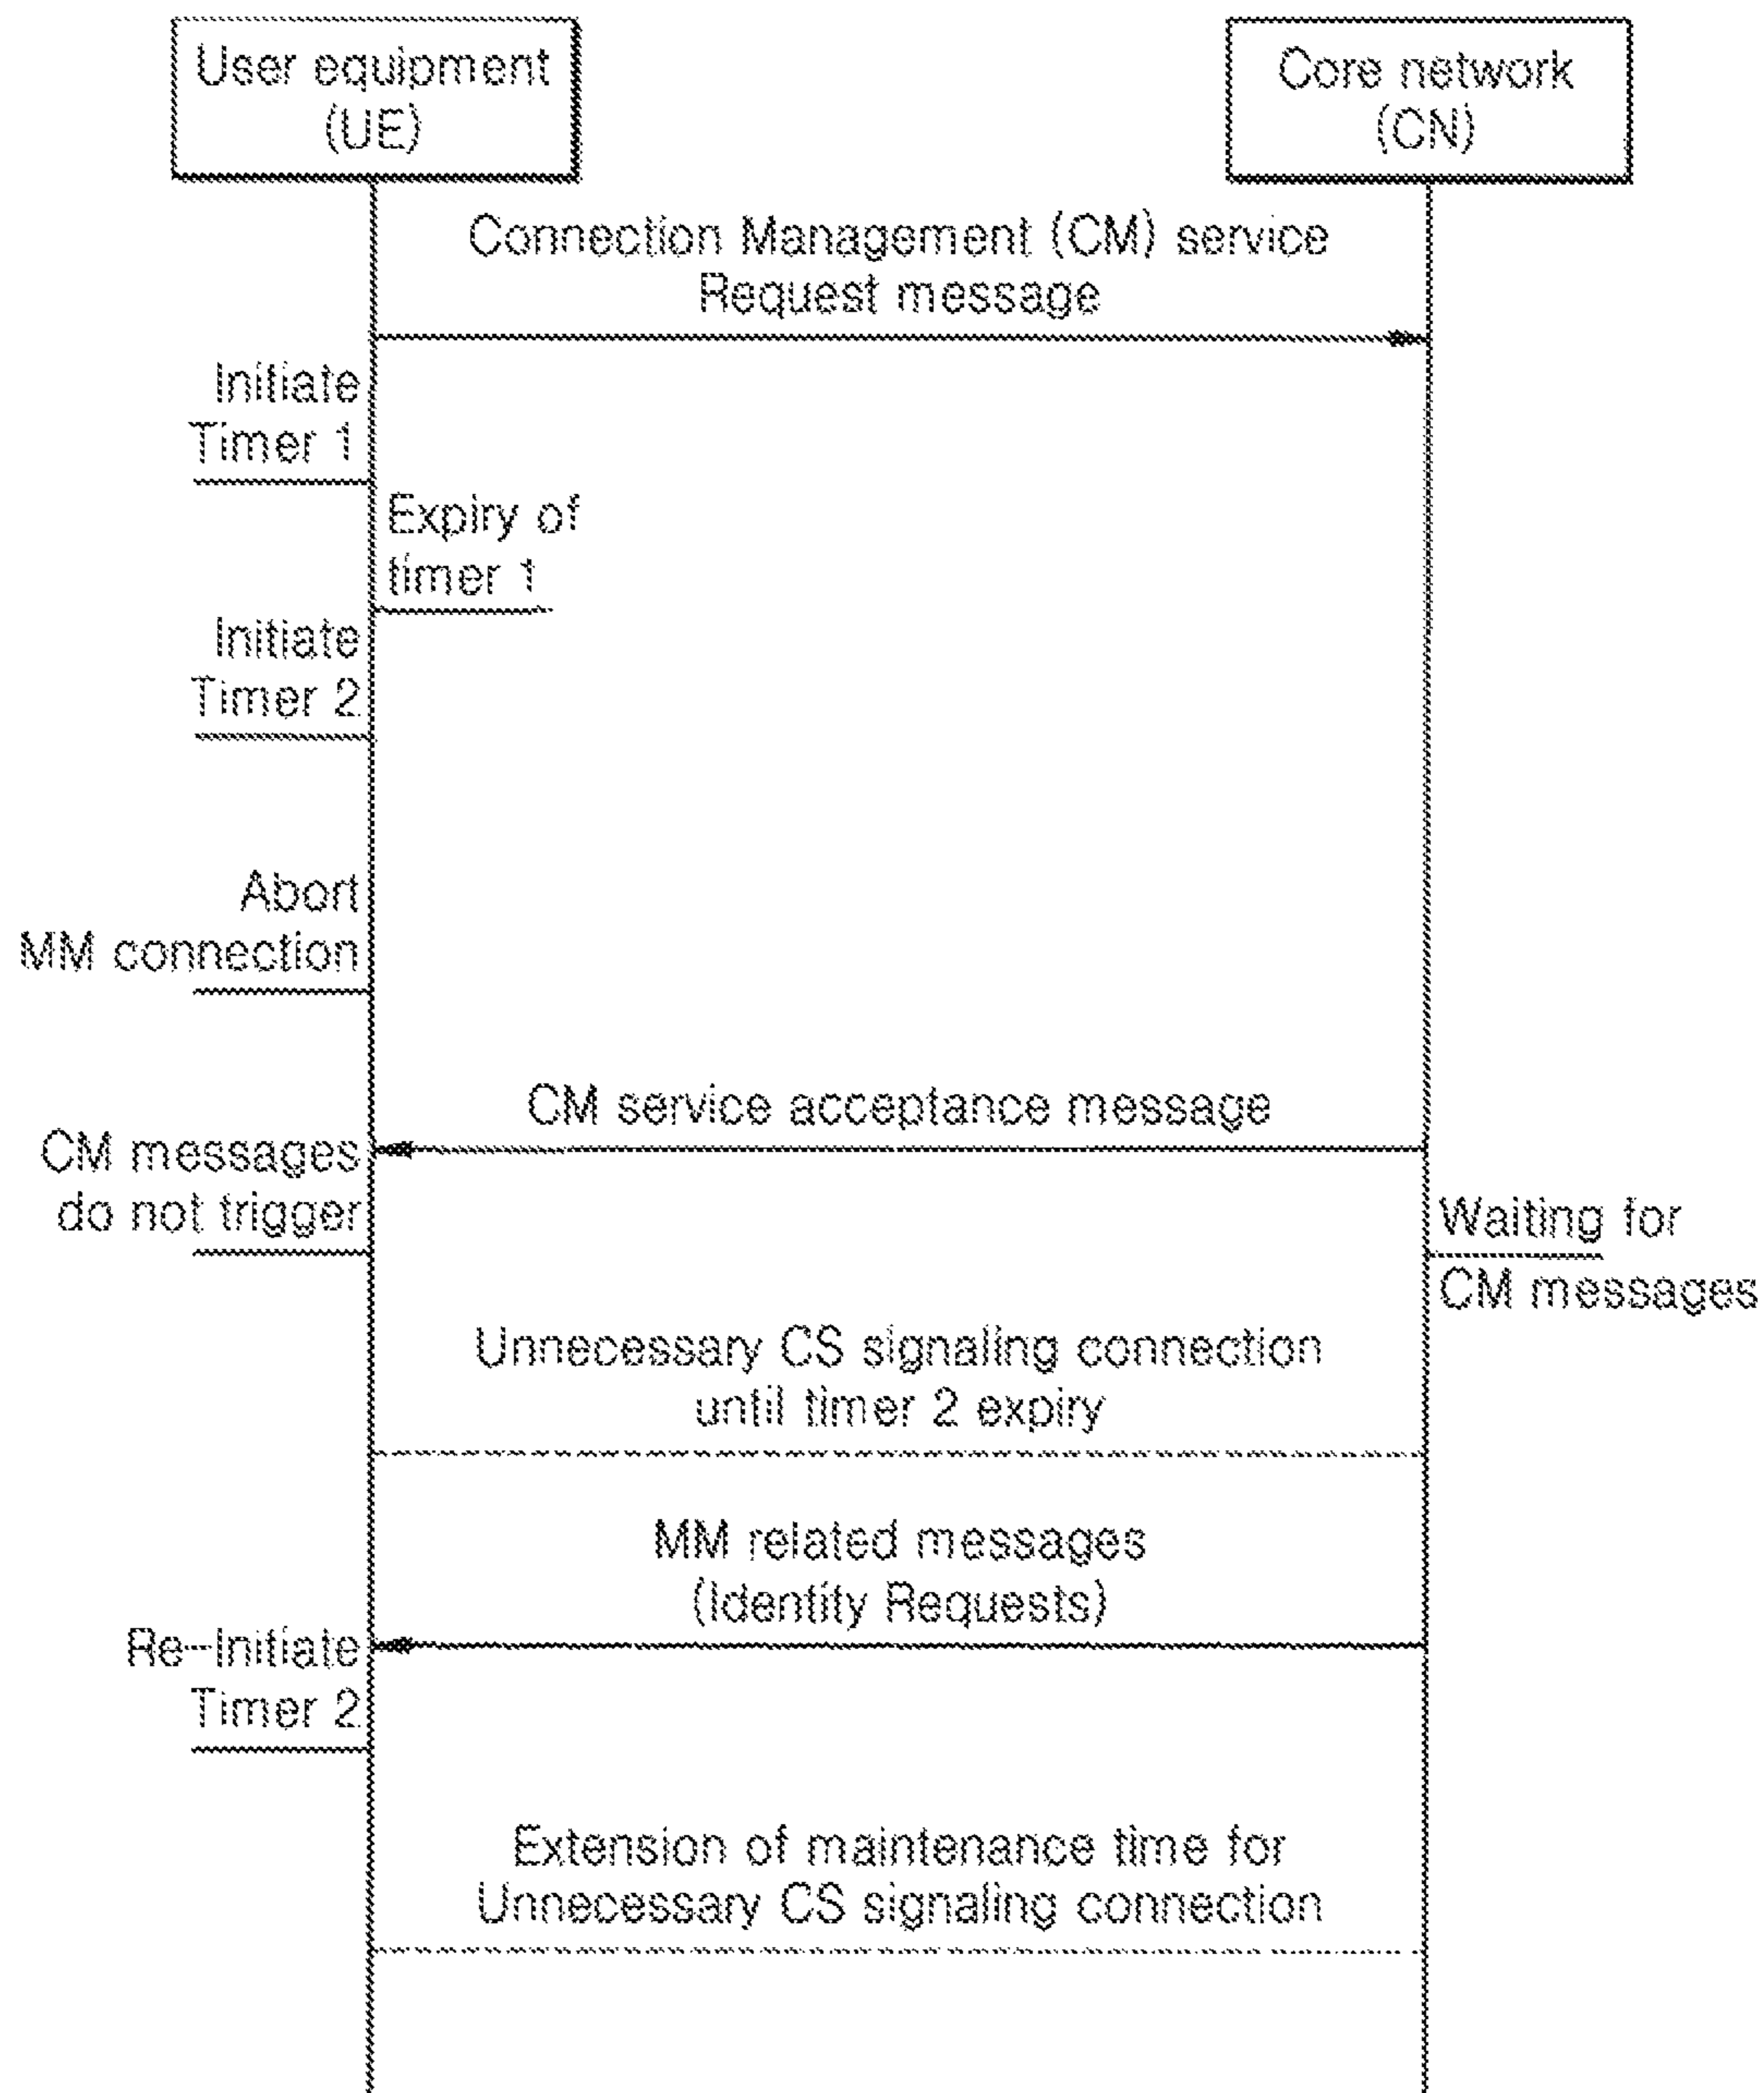 User equipment
(UE)
Core network
(CN)
Connection Management (CM) service
Request message
Initiate
Timer 1
Expiry of
timer 1
Initiate
Timer 2
Abort
MM connection
CM service acceptance message
CM messages
do not trigger
Waiting for
CM messages
Unnecessary CS signaling connection
until timer 2 expiry
MM related messages
(Identity Requests)
Re-Initiate
Timer 2
Extension of maintenance time for
Unnecessary CS signaling connection